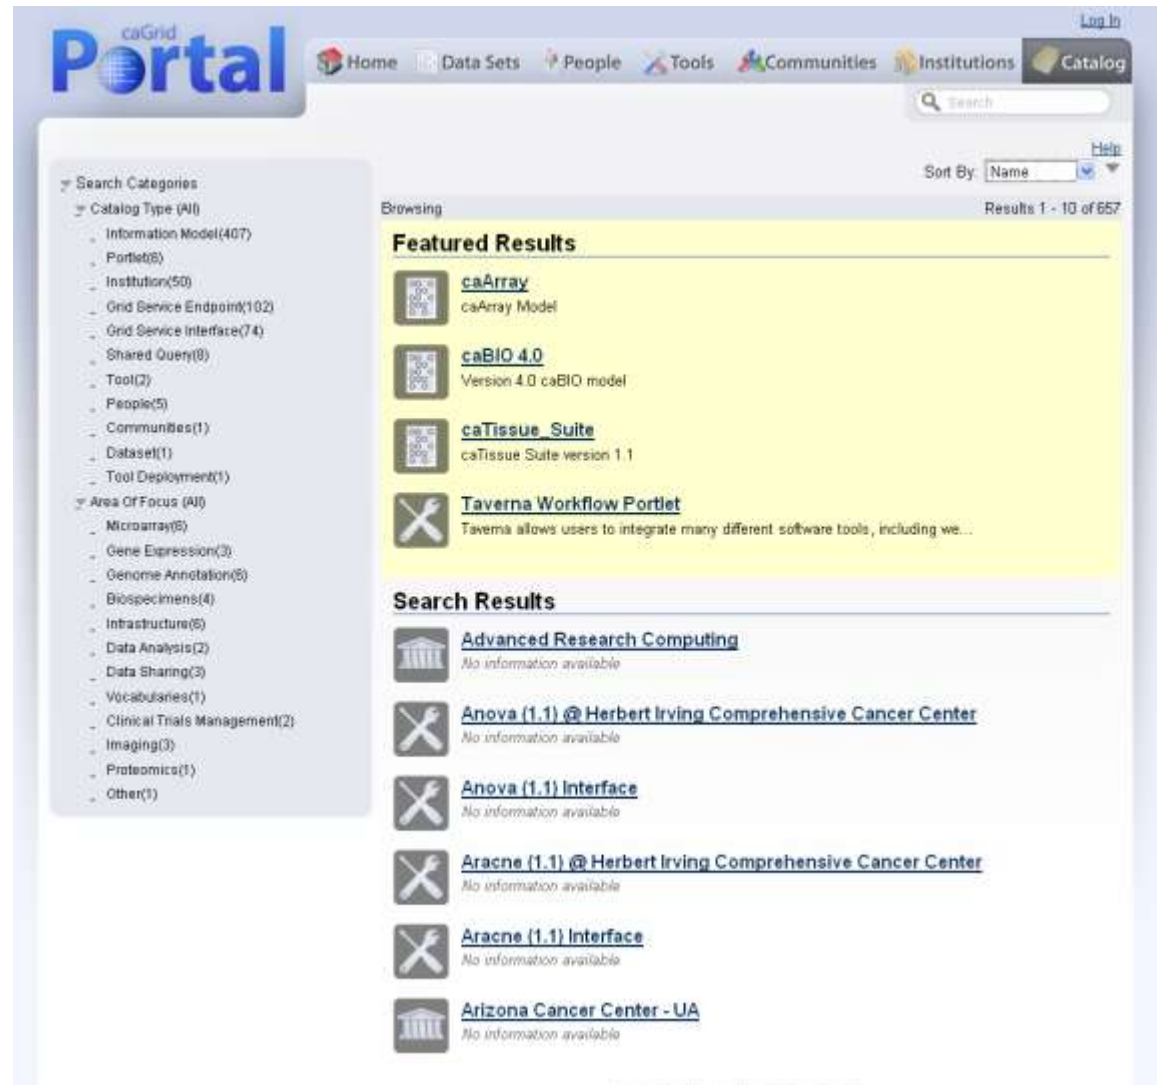 Log In
caGrid
Portal
Home Data Sets People Tools Communities Institutions Catalog
Search
Help
Sort By: Name
Search Categories
Catalog Type (All)
Information Model(407)
Portlet(6)
Institution(50)
Grid Service Endpoint(102)
Grid Service Interface(74)
Shared Query(8)
Tool(2)
People(5)
Communities(1)
Dataset(1)
Tool Deployment(1)
Area Of Focus (All)
Microarray(6)
Gene Expression(3)
Genome Annotation(6)
Biospecimens(4)
Infrastructure(6)
Data Analysis(2)
Data Sharing(3)
Vocabularies(1)
Clinical Trials Management(2)
Imaging(3)
Proteomics(1)
Other(1)
Browsing Results 1 - 10 of 657
Featured Results
caArray
caArray Model
caBIO 4.0
Version 4.0 caBIO model
caTissue_Suite
caTissue Suite version 1.1
Taverna Workflow Portlet
Taverna allows users to integrate many different software tools, including we...
Search Results
Advanced Research Computing
No information available
Anova (1.1) @ Herbert Irving Comprehensive Cancer Center
No information available
Anova (1.1) Interface
No information available
Aracne (1.1) @ Herbert Irving Comprehensive Cancer Center
No information available
Aracne (1.1) Interface
No information available
Arizona Cancer Center - UA
No information available